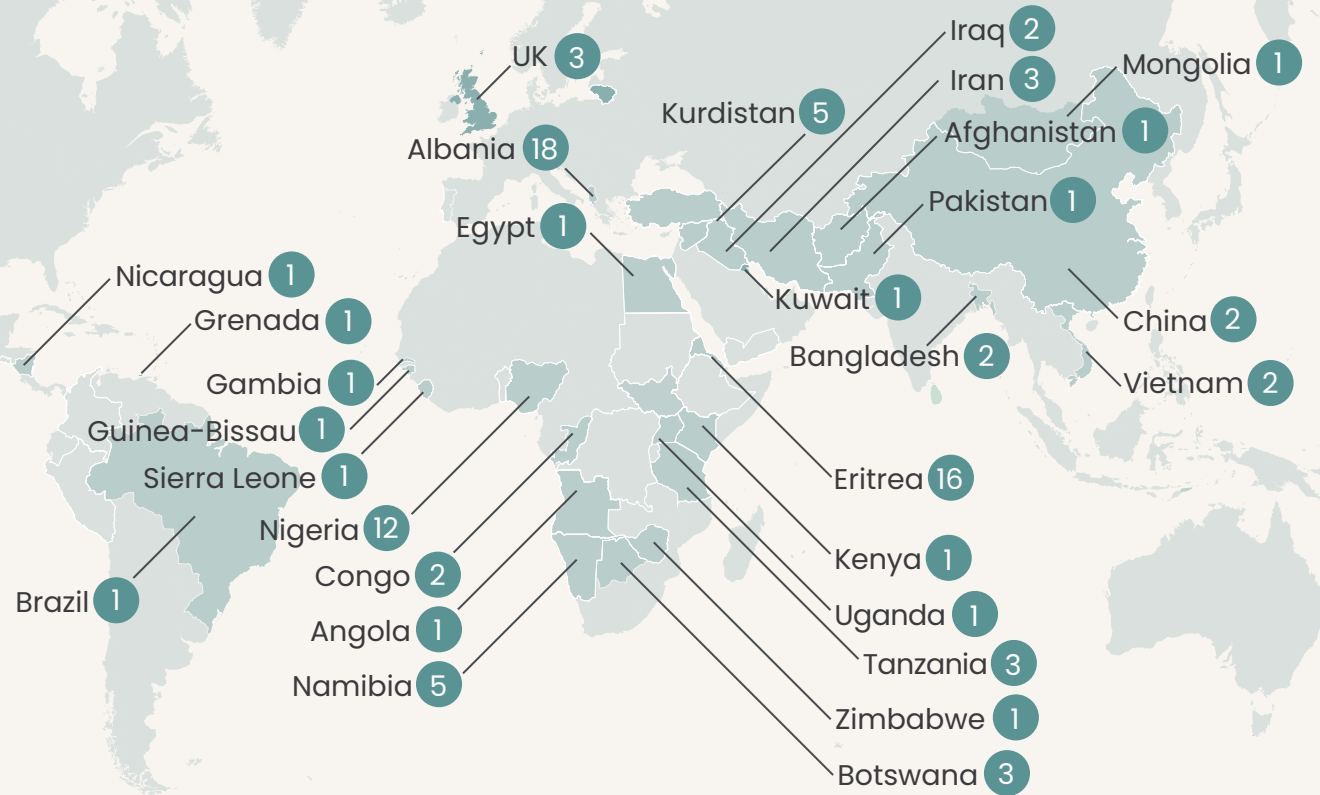 Iraq 2
UK 3
Mongolia 1
Iran 3
Kurdistan 5
Afghanistan 1
Albania 18
Pakistan 1
Egypt 1
Nicaragua 1
Kuwait 1
Grenada 1
China 2
Bangladesh 2
Gambia 1
Vietnam 2
Guinea-Bissau 1
Sierra Leone 1
Eritrea 16
Nigeria 12
Kenya 1
Congo 2
Brazil 1
Uganda 1
Angola 1
Tanzania 3
Namibia 5
Zimbabwe 1
Botswana 3